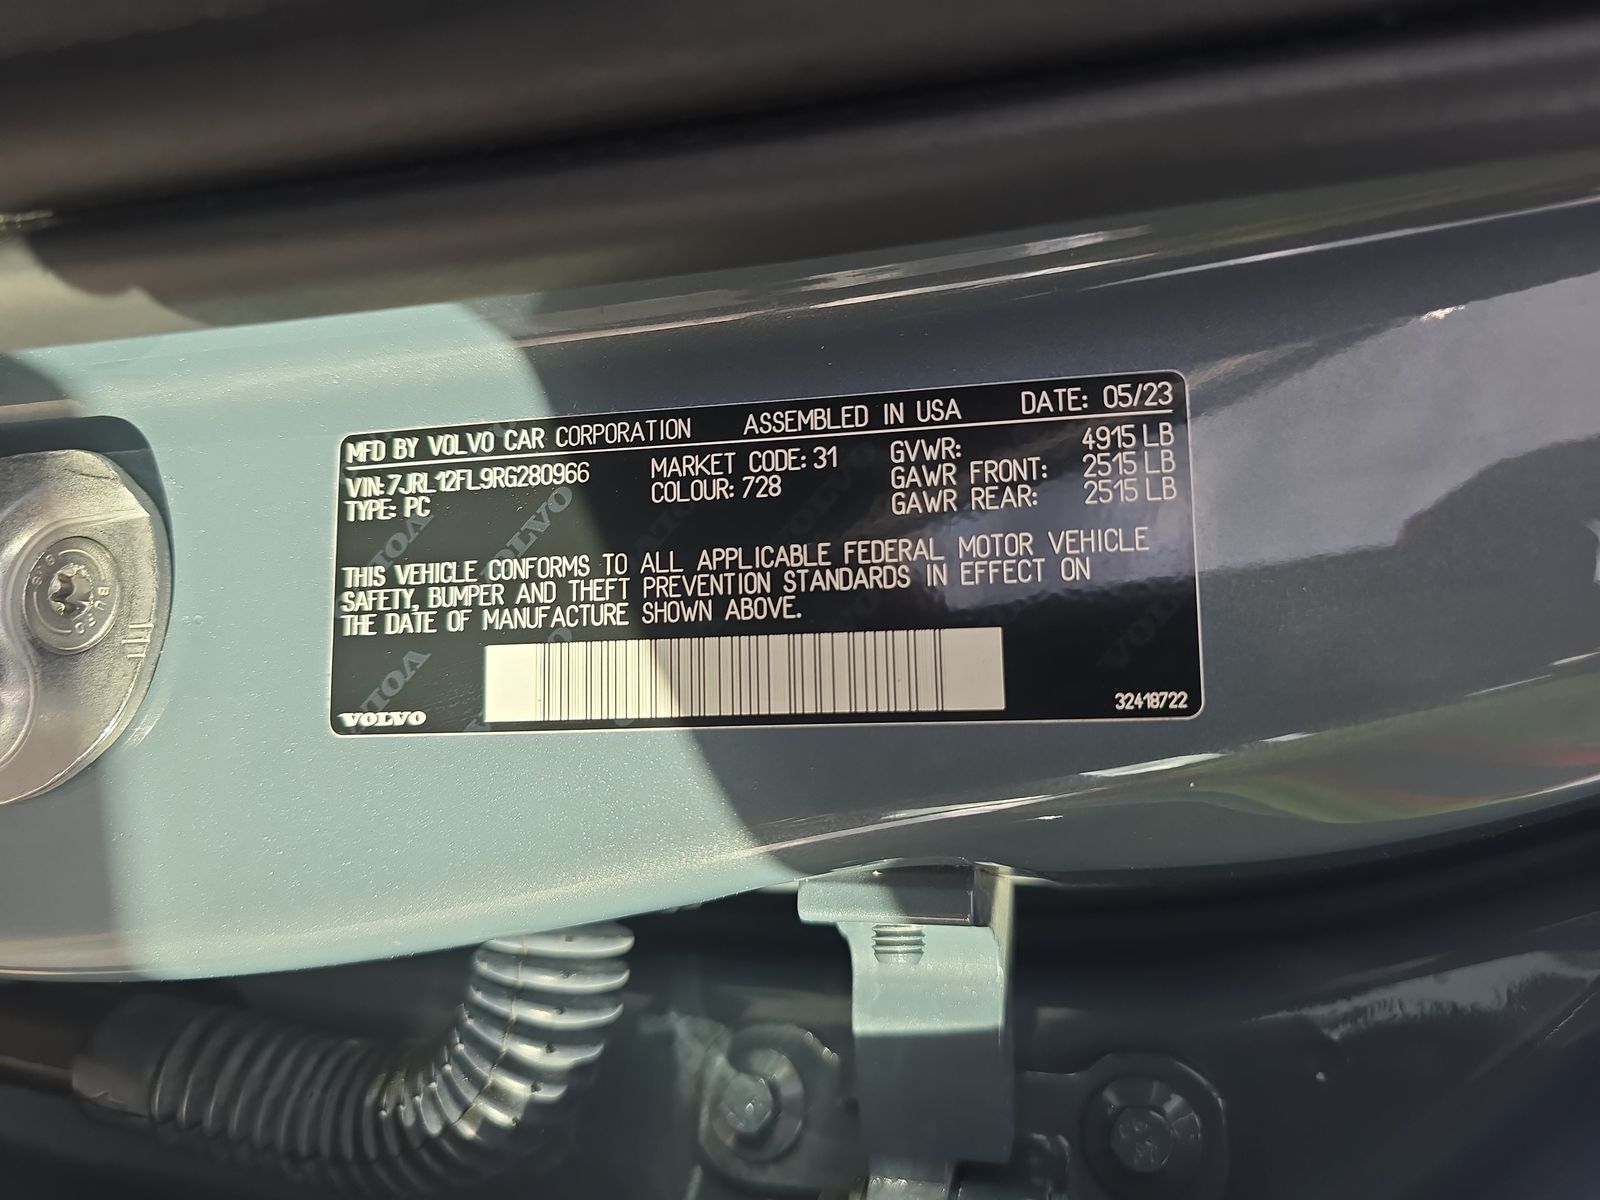 MFD BY VOLVO CAR CORPORATION ASSEMBLED IN USA DATE: 05/23
VIN: 7JRL12FL9RG280966 MARKET CODE: 31 GVWR: 4915 LB
TYPE: PC COLOUR: 728 GAWR FRONT: 2515 LB
GAWR REAR: 2515 LB
THIS VEHICLE CONFORMS TO ALL APPLICABLE FEDERAL MOTOR VEHICLE
SAFETY, BUMPER AND THEFT PREVENTION STANDARDS IN EFFECT ON
THE DATE OF MANUFACTURE SHOWN ABOVE.
VOLVO
32418722